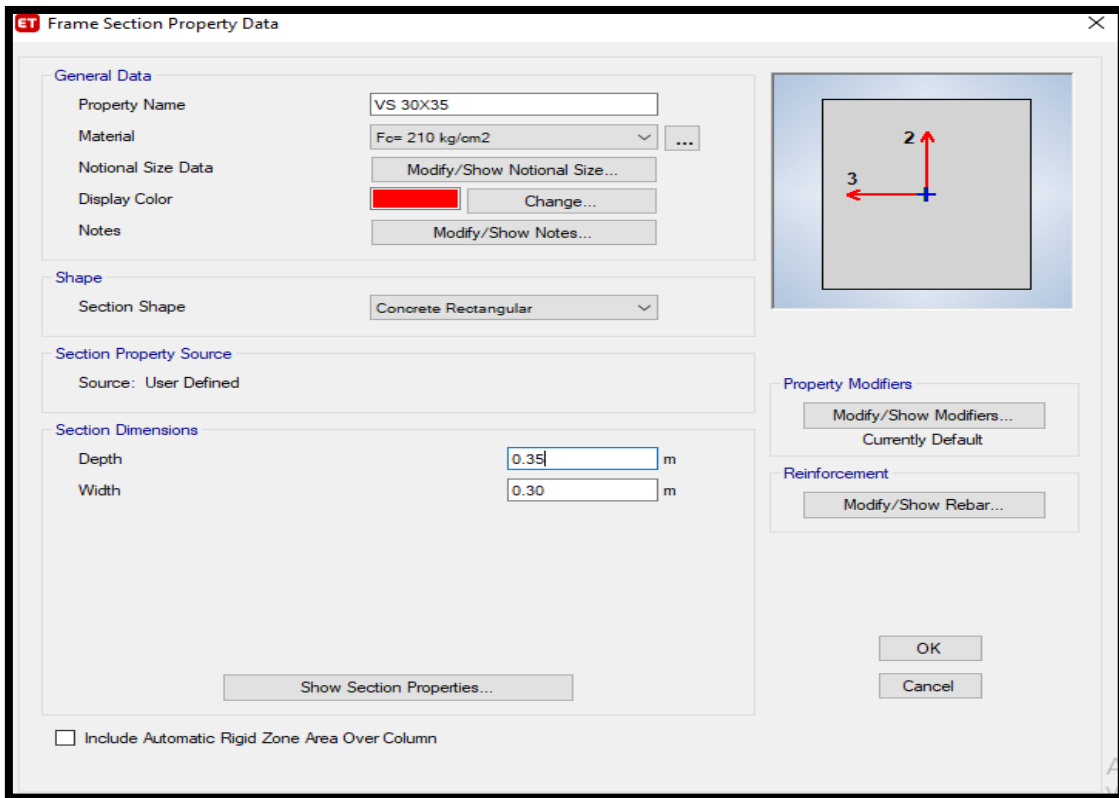 ET Frame Section Property Data
General Data
Property Name VS 30X35
Material Fc= 210 kg/cm2 ...
Notional Size Data Modify/Show Notional Size...
Display Color Change...
Notes Modify/Show Notes...
2
3
Shape
Section Shape Concrete Rectangular
Section Property Source
Source: User Defined
Property Modifiers
Modify/Show Modifiers...
Currently Default
Section Dimensions
Depth 0.35 m
Width 0.30 m
Reinforcement
Modify/Show Rebar...
Show Section Properties...
OK
Cancel
Include Automatic Rigid Zone Area Over Column